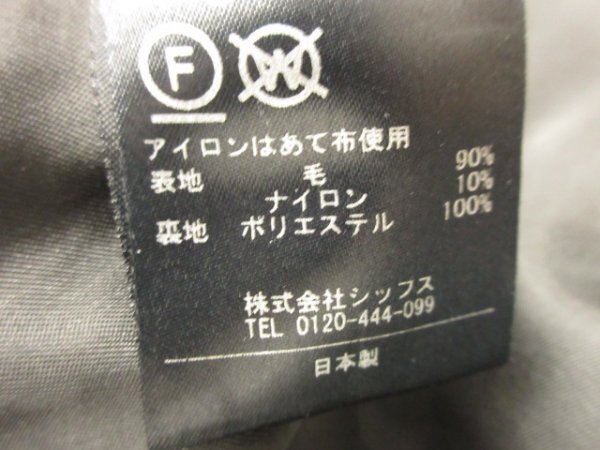 F W
アイロンはあて布使用
表地 毛 90%
ナイロン 10%
裏地 ポリエステル 100%
株式会社シップス
TEL 0120-444-099
日本製